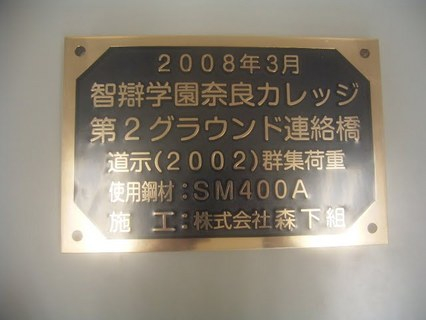 2008年3月
智辯学園奈良カレッジ
第2グラウンド連絡橋
道示(2002)群集荷重
使用鋼材:SM400A
施 工:株式会社森下組